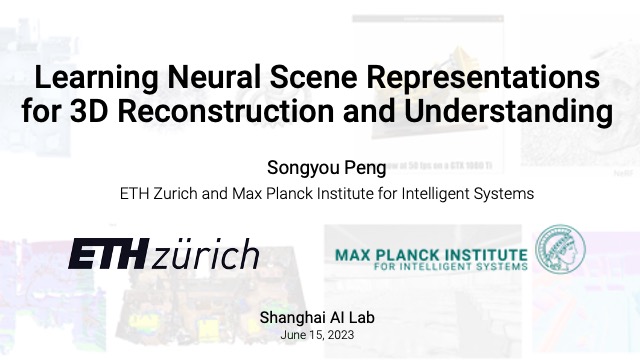 Learning Neural Scene Representations
for 3D Reconstruction and Understanding
Songyou Peng
ETH Zurich and Max Planck Institute for Intelligent Systems
ETH zürich
MAX PLANCK INSTITUTE
FOR INTELLIGENT SYSTEMS
Shanghai AI Lab
June 15, 2023